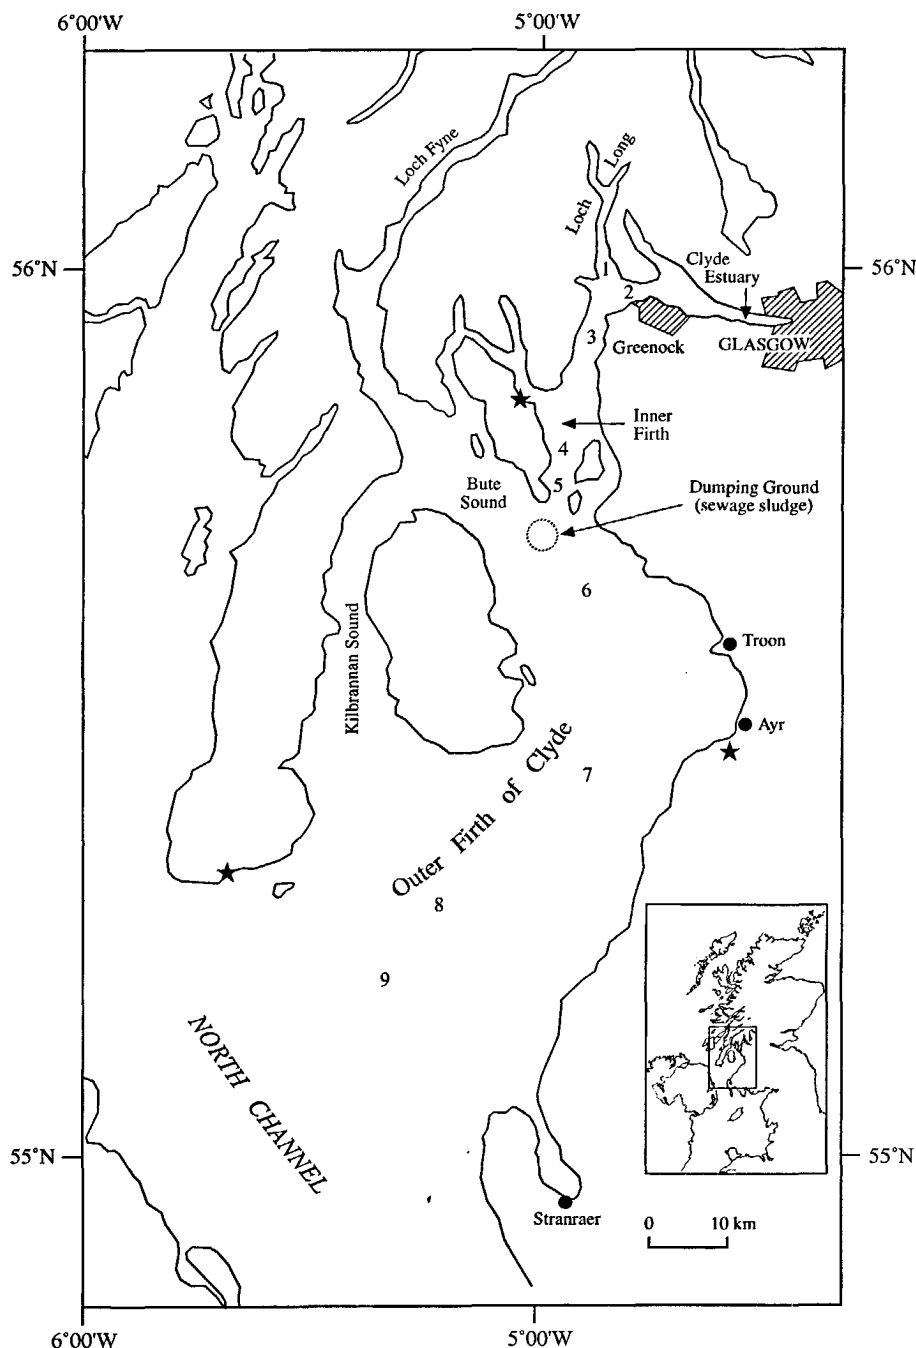 6°00'W
5°00'W
Loch Fyne
Loch Long
56°N
56°N
Clyde
Estuary
1
2
3
Greenock
GLASGOW
Inner
Firth
4
5
Bute
Sound
Dumping Ground
(sewage sludge)
6
Kilbrannan Sound
Troon
Ayr
7
Outer Firth of Clyde
8
9
NORTH CHANNEL
55°N
55°N
Stranraer
0 10 km
6°00'W
5°00'W